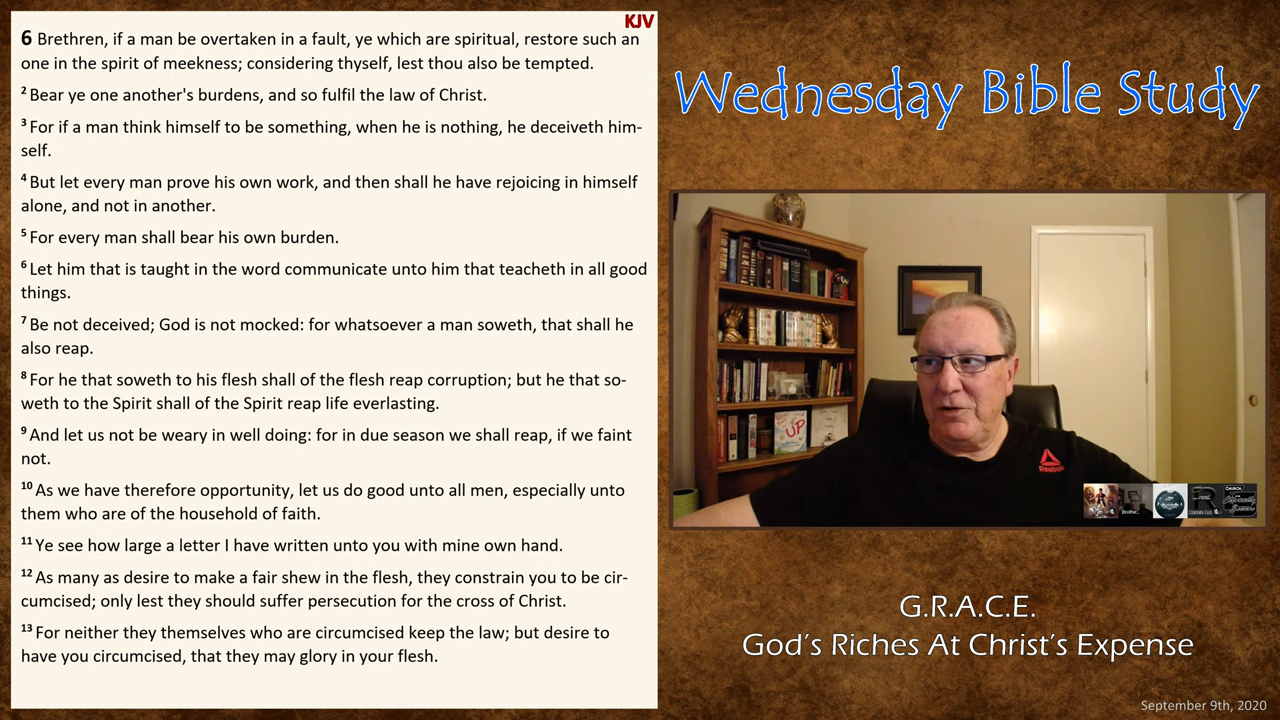 KJV
6 Brethren, if a man be overtaken in a fault, ye which are spiritual, restore such an
one in the spirit of meekness; considering thyself, lest thou also be tempted.
2 Bear ye one another's burdens, and so fulfil the law of Christ.
3 For if a man think himself to be something, when he is nothing, he deceiveth him-
self.
4 But let every man prove his own work, and then shall he have rejoicing in himself
alone, and not in another.
5 For every man shall bear his own burden.
6 Let him that is taught in the word communicate unto him that teacheth in all good
things.
7 Be not deceived; God is not mocked: for whatsoever a man soweth, that shall he
also reap.
8 For he that soweth to his flesh shall of the flesh reap corruption; but he that so-
weth to the Spirit shall of the Spirit reap life everlasting.
9 And let us not be weary in well doing: for in due season we shall reap, if we faint
not.
10 As we have therefore opportunity, let us do good unto all men, especially unto
them who are of the household of faith.
11 Ye see how large a letter I have written unto you with mine own hand.
12 As many as desire to make a fair shew in the flesh, they constrain you to be cir-
cumcised; only lest they should suffer persecution for the cross of Christ.
13 For neither they themselves who are circumcised keep the law; but desire to
have you circumcised, that they may glory in your flesh.
Wednesday Bible Study
UP
Reebok
Brothe...
CHURCH
G.R.A.C.E.
God's Riches At Christ's Expense
September 9th, 2020